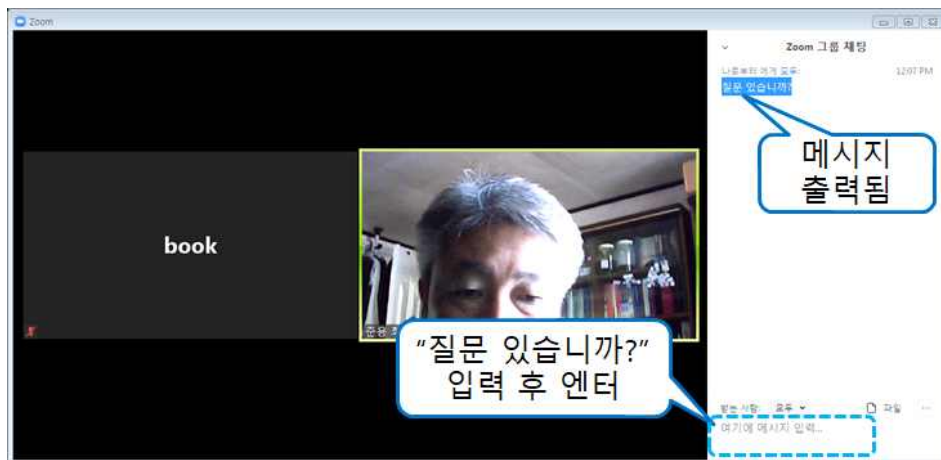 Zoom
Zoom 그룹 채팅
나로부터 에게 모두:
12:07 PM
질문 있습니까?
메시지
출력됨
book
준용
"질문 있습니까?"
입력 후 엔터
받는 사람: 모두
파일
여기에 메시지 입력...